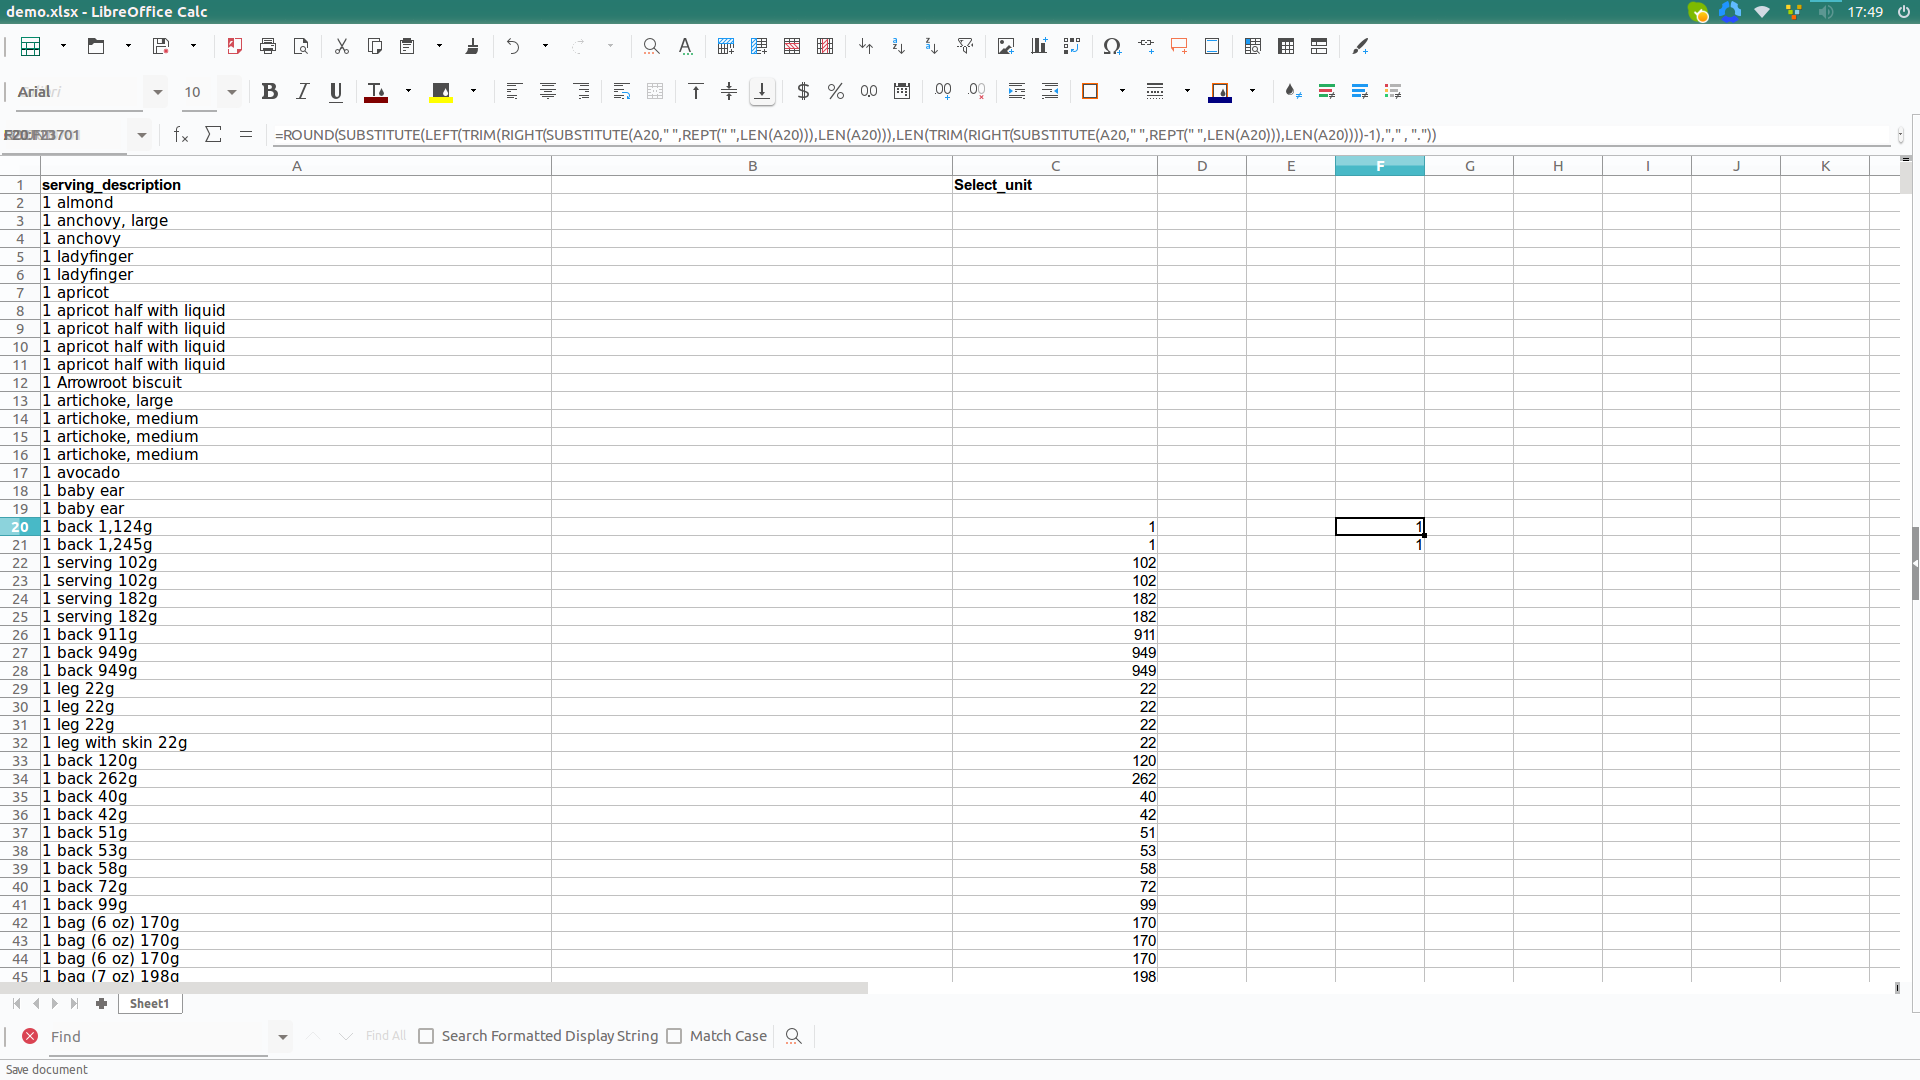 demo.xlsx - LibreOffice Calc
17:49
Arial
10
=ROUND(SUBSTITUTE(LEFT(TRIM(RIGHT(SUBSTITUTE(A20," ",REPT(" ",LEN(A20))),LEN(A20))),LEN(TRIM(RIGHT(SUBSTITUTE(A20," ",REPT(" ",LEN(A20))),LEN(A20))))-1),"," , "."))
A B C D E F G H I J K
1 serving_description Select_unit
2 1 almond
3 1 anchovy, large
4 1 anchovy
5 1 ladyfinger
6 1 ladyfinger
7 1 apricot
8 1 apricot half with liquid
9 1 apricot half with liquid
10 1 apricot half with liquid
11 1 apricot half with liquid
12 1 Arrowroot biscuit
13 1 artichoke, large
14 1 artichoke, medium
15 1 artichoke, medium
16 1 artichoke, medium
17 1 avocado
18 1 baby ear
19 1 baby ear
20 1 back 1,124g 1 1
21 1 back 1,245g 1 1
22 1 serving 102g 102
23 1 serving 102g 102
24 1 serving 182g 182
25 1 serving 182g 182
26 1 back 911g 911
27 1 back 949g 949
28 1 back 949g 949
29 1 leg 22g 22
30 1 leg 22g 22
31 1 leg 22g 22
32 1 leg with skin 22g 22
33 1 back 120g 120
34 1 back 262g 262
35 1 back 40g 40
36 1 back 42g 42
37 1 back 51g 51
38 1 back 53g 53
39 1 back 58g 58
40 1 back 72g 72
41 1 back 99g 99
42 1 bag (6 oz) 170g 170
43 1 bag (6 oz) 170g 170
44 1 bag (6 oz) 170g 170
45 1 bag (7 oz) 198g 198
Sheet1
Find Find All Search Formatted Display String Match Case
Save document